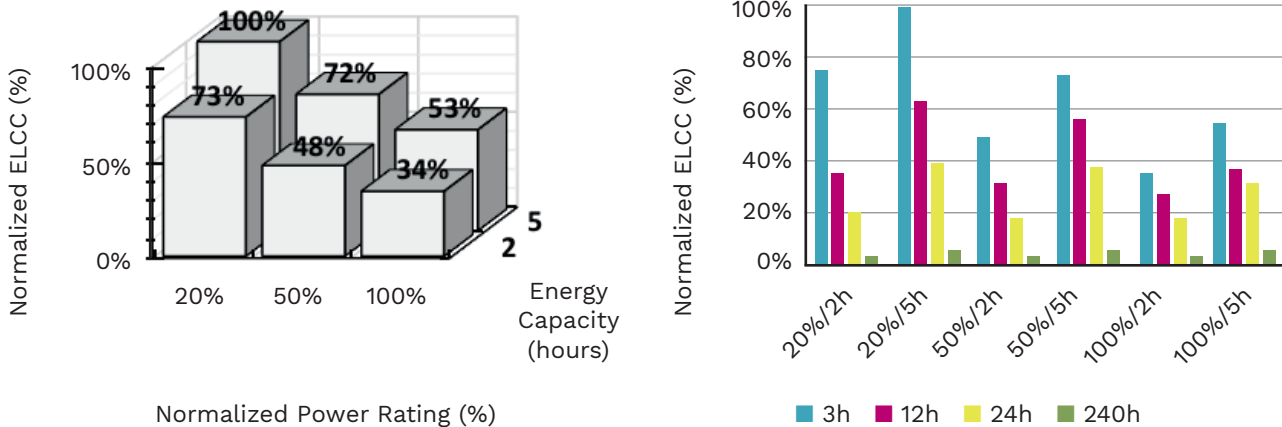 Normalized ELCC (%)
100%
50%
0%
100%
72%
53%
73%
48%
34%
5
2
20% 50% 100%
Energy
Capacity
(hours)
Normalized Power Rating (%)
Normalized ELCC (%)
100%
80%
60%
40%
20%
0%
20%/2h
20%/5h
50%/2h
50%/5h
100%/2h
100%/5h
3h 12h 24h 240h